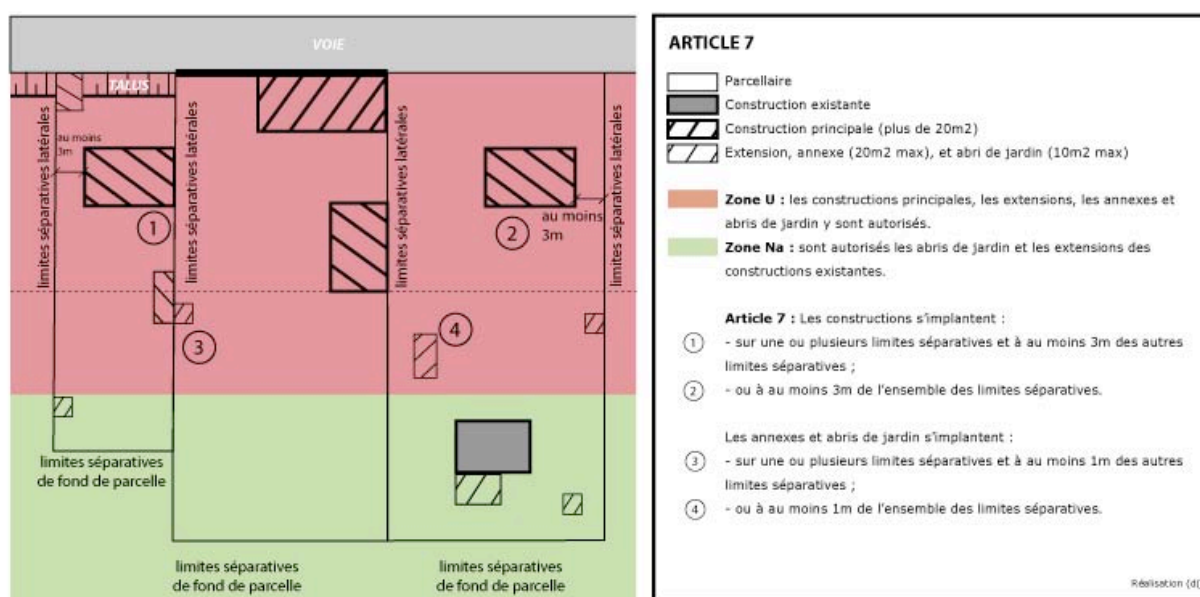 VOIE
TALUS
limites séparatives latérales
au moins
3m
limites séparatives latérales
limites séparatives latérales
limites séparatives latérales
au moins
3m
1
2
3
4
limites séparatives
de fond de parcelle
limites séparatives
de fond de parcelle
limites séparatives
de fond de parcelle
ARTICLE 7
Parcellaire
Construction existante
Construction principale (plus de 20m2)
Extension, annexe (20m2 max), et abri de jardin (10m2 max)
Zone U : les constructions principales, les extensions, les annexes et
abris de jardin y sont autorisés.
Zone Na : sont autorisés les abris de jardin et les extensions des
constructions existantes.
Article 7 : Les constructions s'implantent :
1 - sur une ou plusieurs limites séparatives et à au moins 3m des autres
limites séparatives ;
2 - ou à au moins 3m de l'ensemble des limites séparatives.
Les annexes et abris de jardin s'implantent :
3 - sur une ou plusieurs limites séparatives et à au moins 1m des autres
limites séparatives ;
4 - ou à au moins 1m de l'ensemble des limites séparatives.
Réalisation (d(